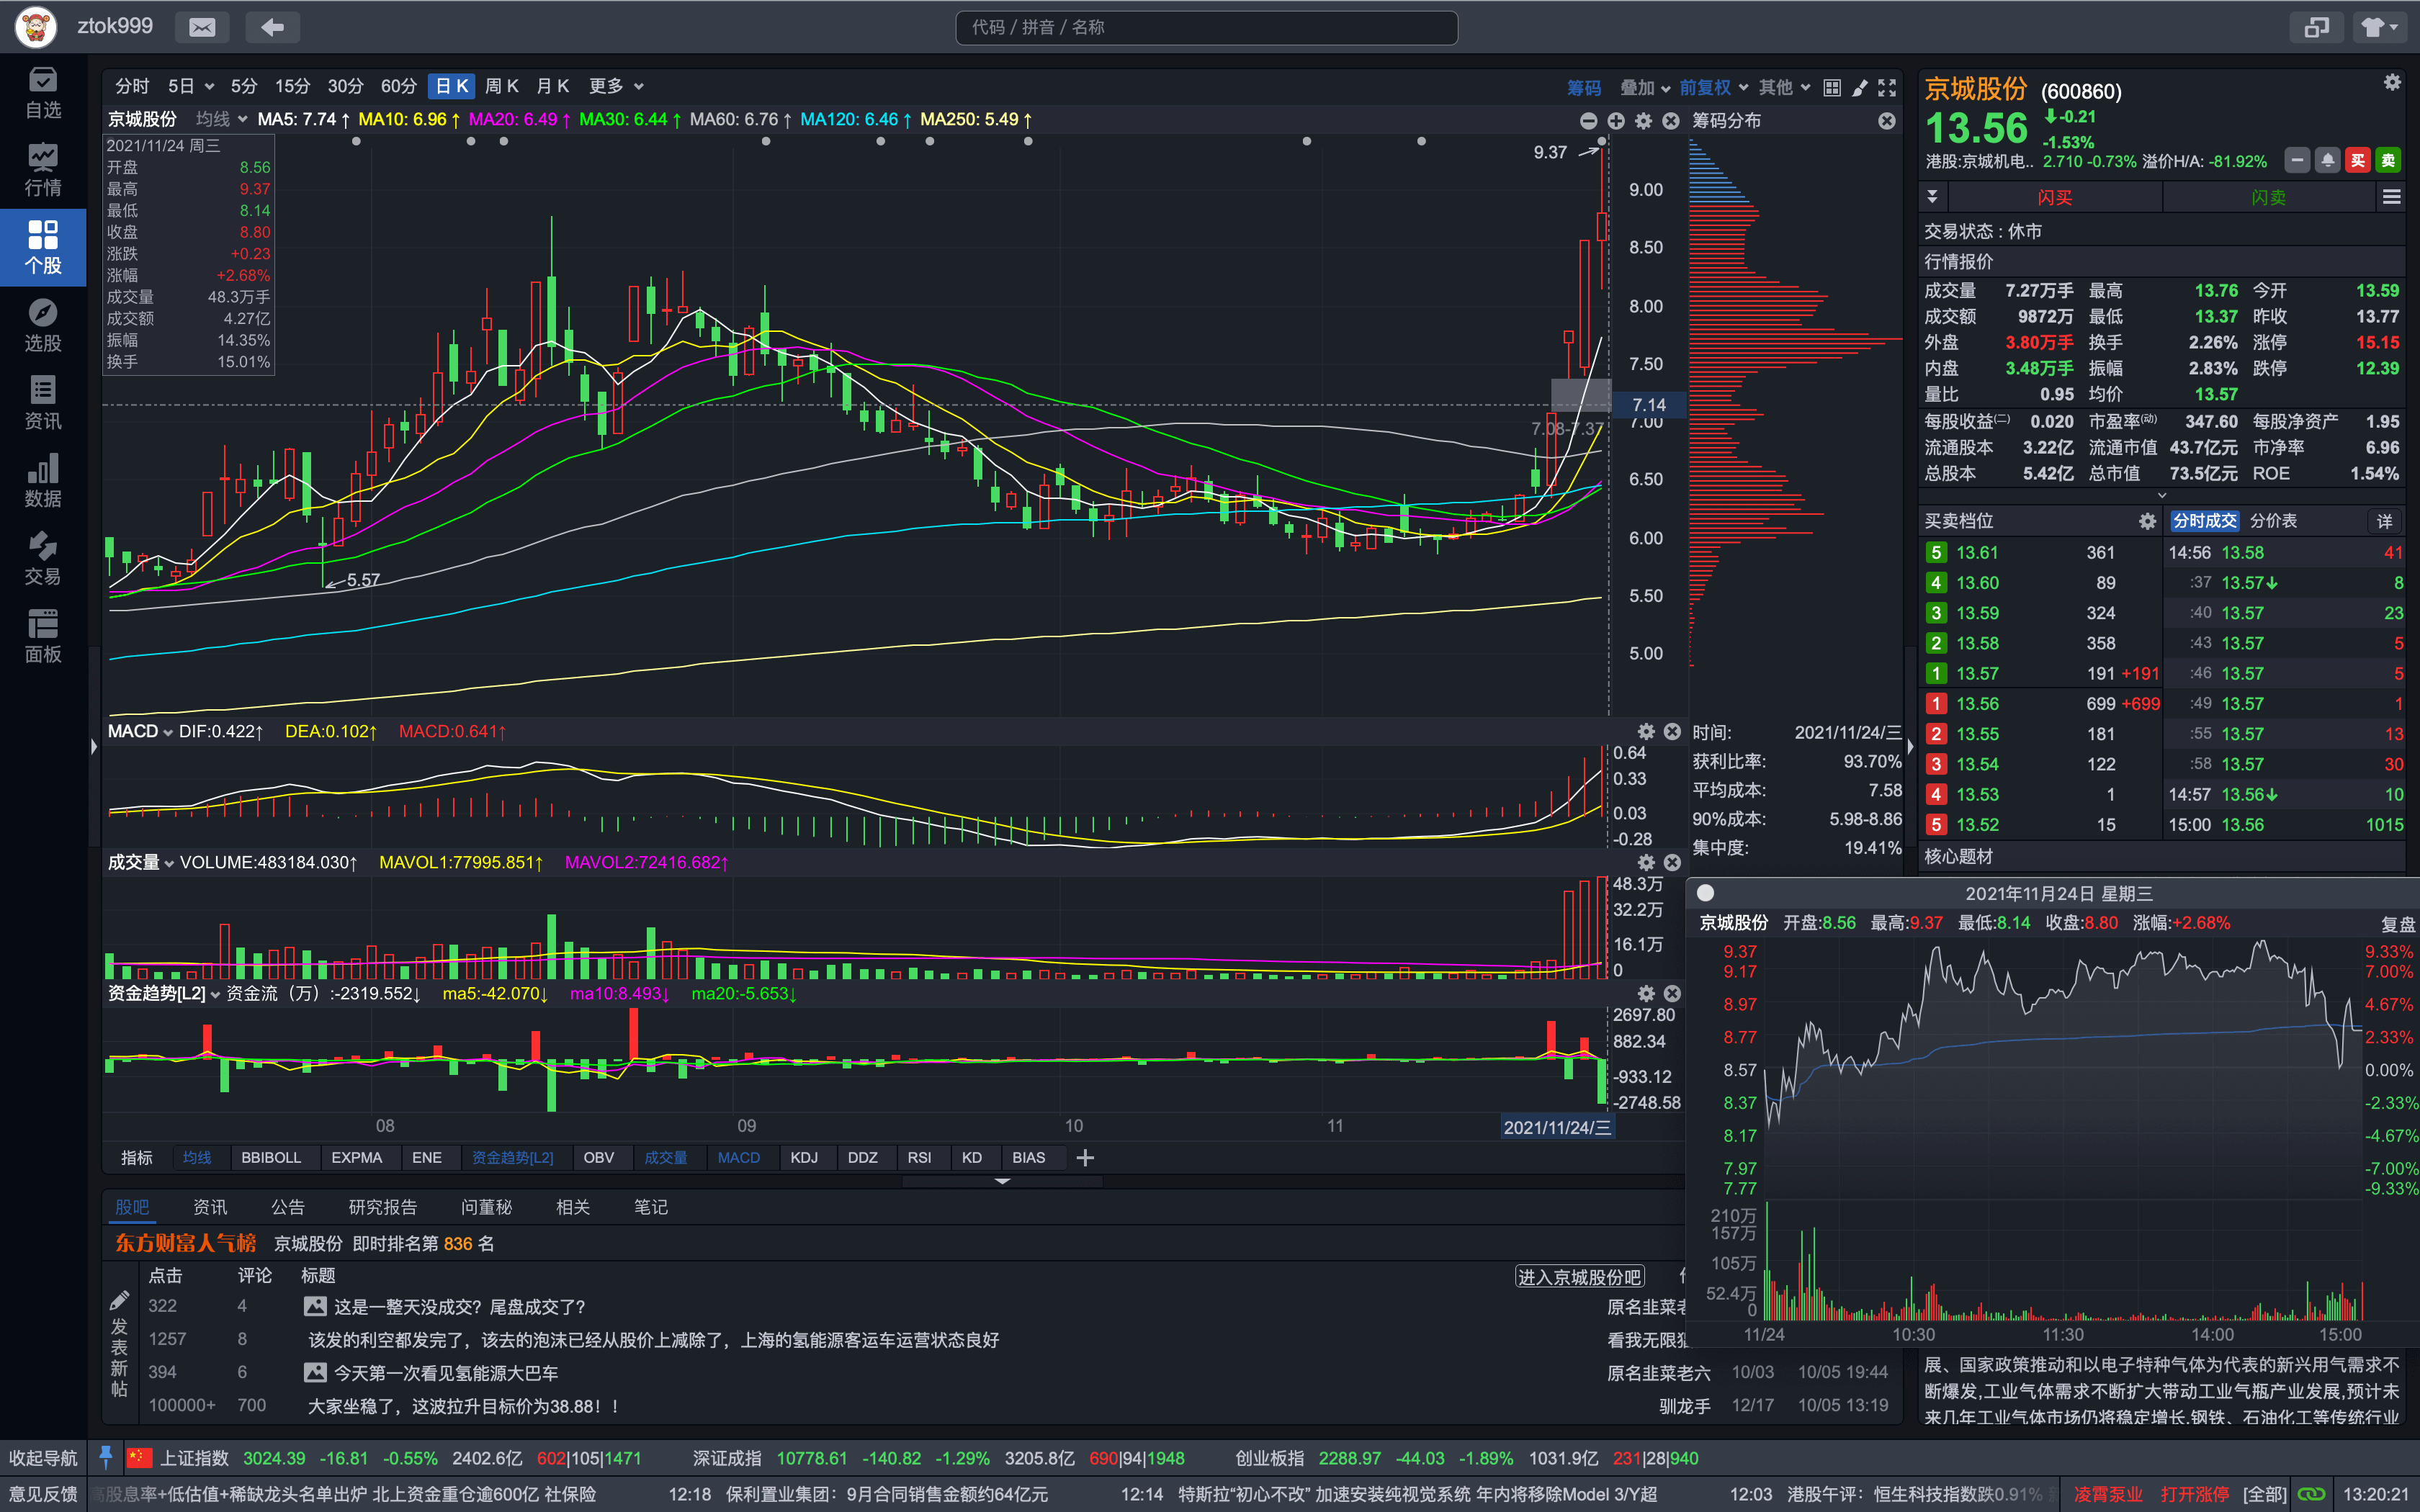 ztok999
代码 / 拼音 / 名称
自选
行情
个股
选股
资讯
数据
交易
面板
分时 5日 5分 15分 30分 60分 日K 周K 月K 更多
筹码 叠加 前复权 其他
京城股份 均线 MA5: 7.74↑ MA10: 6.96↑ MA20: 6.49↑ MA30: 6.44↑ MA60: 6.76↑ MA120: 6.46↑ MA250: 5.49↑
筹码分布
2021/11/24 周三
开盘 8.56
最高 9.37
最低 8.14
收盘 8.80
涨跌 +0.23
涨幅 +2.68%
成交量 48.3万手
成交额 4.27亿
振幅 14.35%
换手 15.01%
9.37
5.57
7.08-7.37
9.00
8.50
8.00
7.50
7.14
7.00
6.50
6.00
5.50
5.00
MACD DIF:0.422↑ DEA:0.102↑ MACD:0.641↑
0.64
0.33
0.03
-0.28
成交量 VOLUME:483184.030↑ MAVOL1:77995.851↑ MAVOL2:72416.682↑
48.3万
32.2万
16.1万
0
资金趋势[L2] 资金流（万）:-2319.552↓ ma5:-42.070↓ ma10:8.493↓ ma20:-5.653↓
2697.80
882.34
-933.12
-2748.58
08 09 10 11 2021/11/24/三
指标 均线 BBIBOLL EXPMA ENE 资金趋势[L2] OBV 成交量 MACD KDJ DDZ RSI KD BIAS
时间: 2021/11/24/三
获利比率: 93.70%
平均成本: 7.58
90%成本: 5.98-8.86
集中度: 19.41%
京城股份 (600860)
13.56 ↓-0.21
-1.53%
港股:京城机电.. 2.710 -0.73% 溢价H/A: -81.92% 买 卖
闪买 闪卖
交易状态 : 休市
行情报价
成交量 7.27万手 最高 13.76 今开 13.59
成交额 9872万 最低 13.37 昨收 13.77
外盘 3.80万手 换手 2.26% 涨停 15.15
内盘 3.48万手 振幅 2.83% 跌停 12.39
量比 0.95 均价 13.57
每股收益(二) 0.020 市盈率(动) 347.60 每股净资产 1.95
流通股本 3.22亿 流通市值 43.7亿元 市净率 6.96
总股本 5.42亿 总市值 73.5亿元 ROE 1.54%
买卖档位 分时成交 分价表 详
5 13.61 361 14:56 13.58 41
4 13.60 89 :37 13.57↓ 8
3 13.59 324 :40 13.57 23
2 13.58 358 :43 13.57 5
1 13.57 191 +191 :46 13.57 5
1 13.56 699 +699 :49 13.57 1
2 13.55 181 :55 13.57 13
3 13.54 122 :58 13.57 30
4 13.53 1 14:57 13.56↓ 10
5 13.52 15 15:00 13.56 1015
核心题材
2021年11月24日 星期三
京城股份 开盘:8.56 最高:9.37 最低:8.14 收盘:8.80 涨幅:+2.68% 复盘
9.37 9.33%
9.17 7.00%
8.97 4.67%
8.77 2.33%
8.57 0.00%
8.37 -2.33%
8.17 -4.67%
7.97 -7.00%
7.77 -9.33%
210万
157万
105万
52.4万
0
11/24 10:30 11:30 14:00 15:00
展、国家政策推动和以电子特种气体为代表的新兴用气需求不
断爆发,工业气体需求不断扩大带动工业气瓶产业发展,预计未
来几年工业气体市场仍将稳定增长,钢铁、石油化工等传统行业
股吧 资讯 公告 研究报告 问董秘 相关 笔记
东方财富人气榜 京城股份 即时排名第 836 名
点击 评论 标题 进入京城股份吧
322 4 这是一整天没成交？尾盘成交了？ 原名韭菜老
1257 8 该发的利空都发完了，该去的泡沫已经从股价上减除了，上海的氢能源客运车运营状态良好 看我无限
394 6 今天第一次看见氢能源大巴车 原名韭菜老六 10/03 10/05 19:44
100000+ 700 大家坐稳了，这波拉升目标价为38.88！！ 驯龙手 12/17 10/05 13:19
发表新帖
收起导航 上证指数 3024.39 -16.81 -0.55% 2402.6亿 602|105|1471 深证成指 10778.61 -140.82 -1.29% 3205.8亿 690|94|1948 创业板指 2288.97 -44.03 -1.89% 1031.9亿 231|28|940
意见反馈 高股息率+低估值+稀缺龙头名单出炉 北上资金重仓逾600亿 社保险 12:18 保利置业集团：9月合同销售金额约64亿元 12:14 特斯拉“初心不改” 加速安装纯视觉系统 年内将移除Model 3/Y超 12:03 港股午评：恒生科技指数跌0.91% 凌霄泵业 打开涨停 [全部] 13:20:21